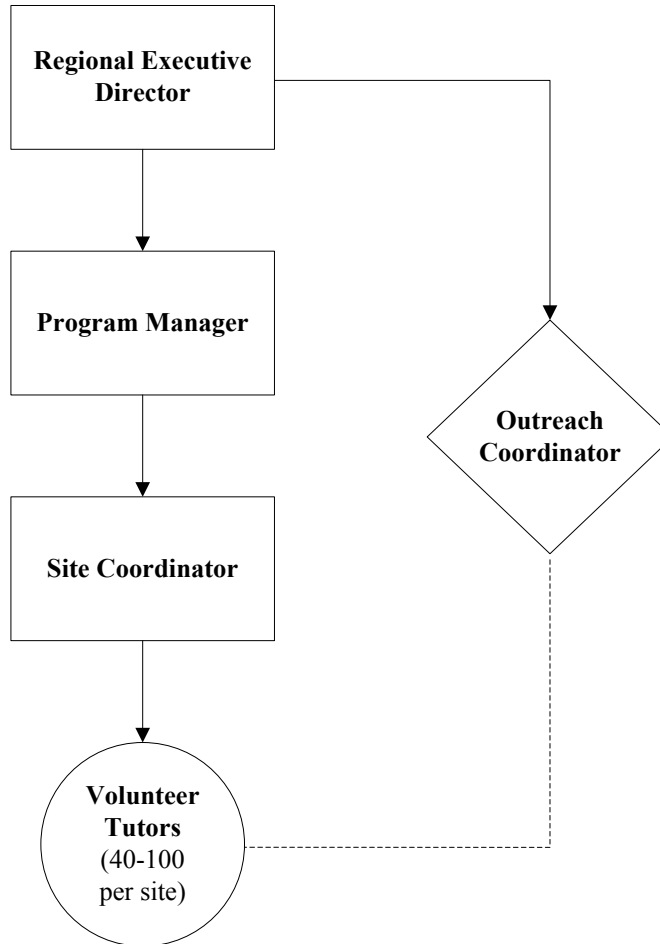 Regional Executive
Director
Program Manager
Outreach
Coordinator
Site Coordinator
Volunteer
Tutors
(40-100
per site)